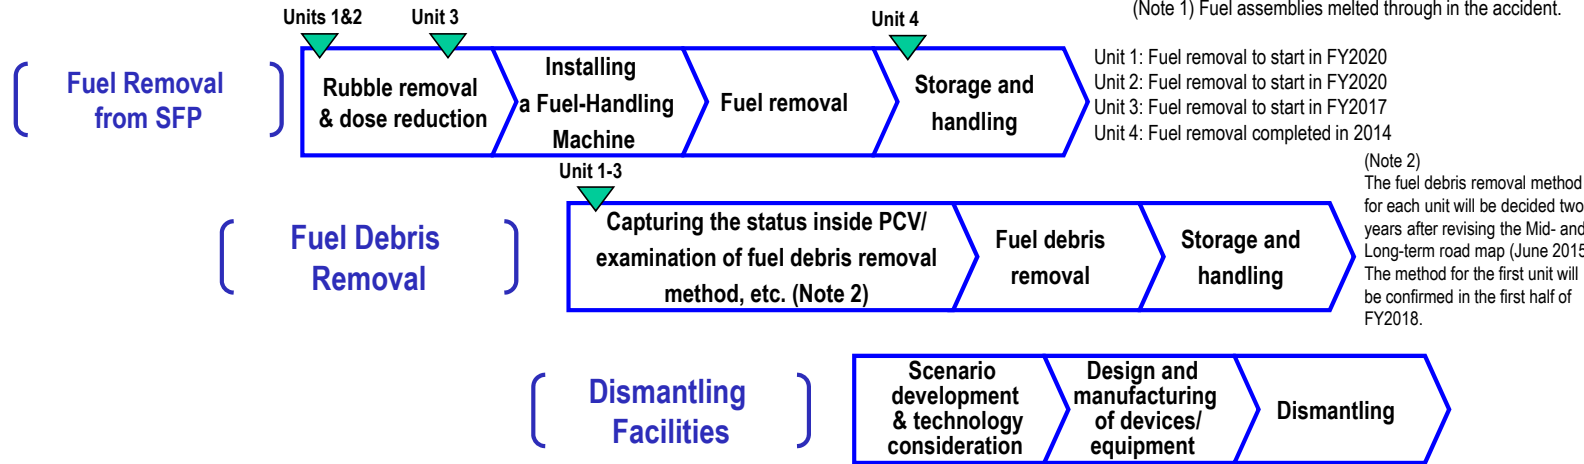 (Note 1) Fuel assemblies melted through in the accident.
Units 1&2
Unit 3
Unit 4
Fuel Removal
from SFP
Rubble removal
& dose reduction
Installing
a Fuel-Handling
Machine
Fuel removal
Storage and
handling
Unit 1: Fuel removal to start in FY2020
Unit 2: Fuel removal to start in FY2020
Unit 3: Fuel removal to start in FY2017
Unit 4: Fuel removal completed in 2014
Unit 1-3
Fuel Debris
Removal
Capturing the status inside PCV/
examination of fuel debris removal
method, etc. (Note 2)
Fuel debris
removal
Storage and
handling
(Note 2)
The fuel debris removal method
for each unit will be decided two
years after revising the Mid- and
Long-term road map (June 2015
The method for the first unit will
be confirmed in the first half of
FY2018.
Dismantling
Facilities
Scenario
development
& technology
consideration
Design and
manufacturing
of devices/
equipment
Dismantling